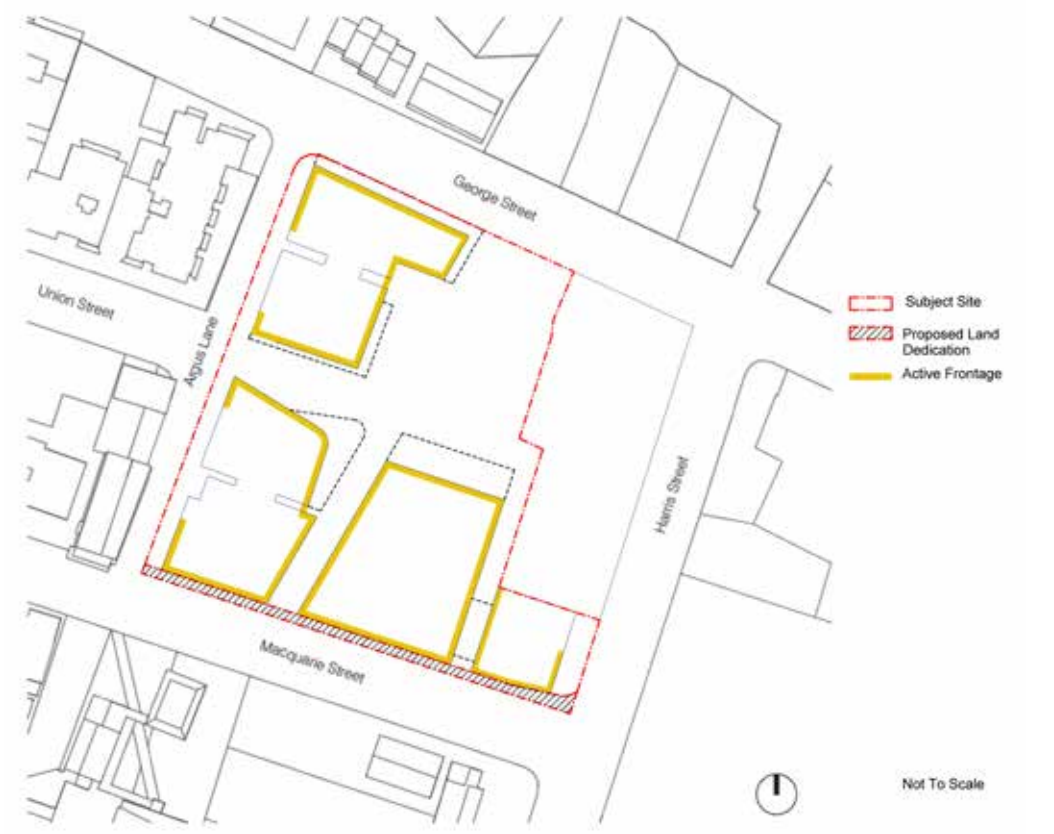 George Street
Union Street
Argus Lane
Harris Street
Macquarie Street
Subject Site
Proposed Land
Dedication
Active Frontage
Not To Scale